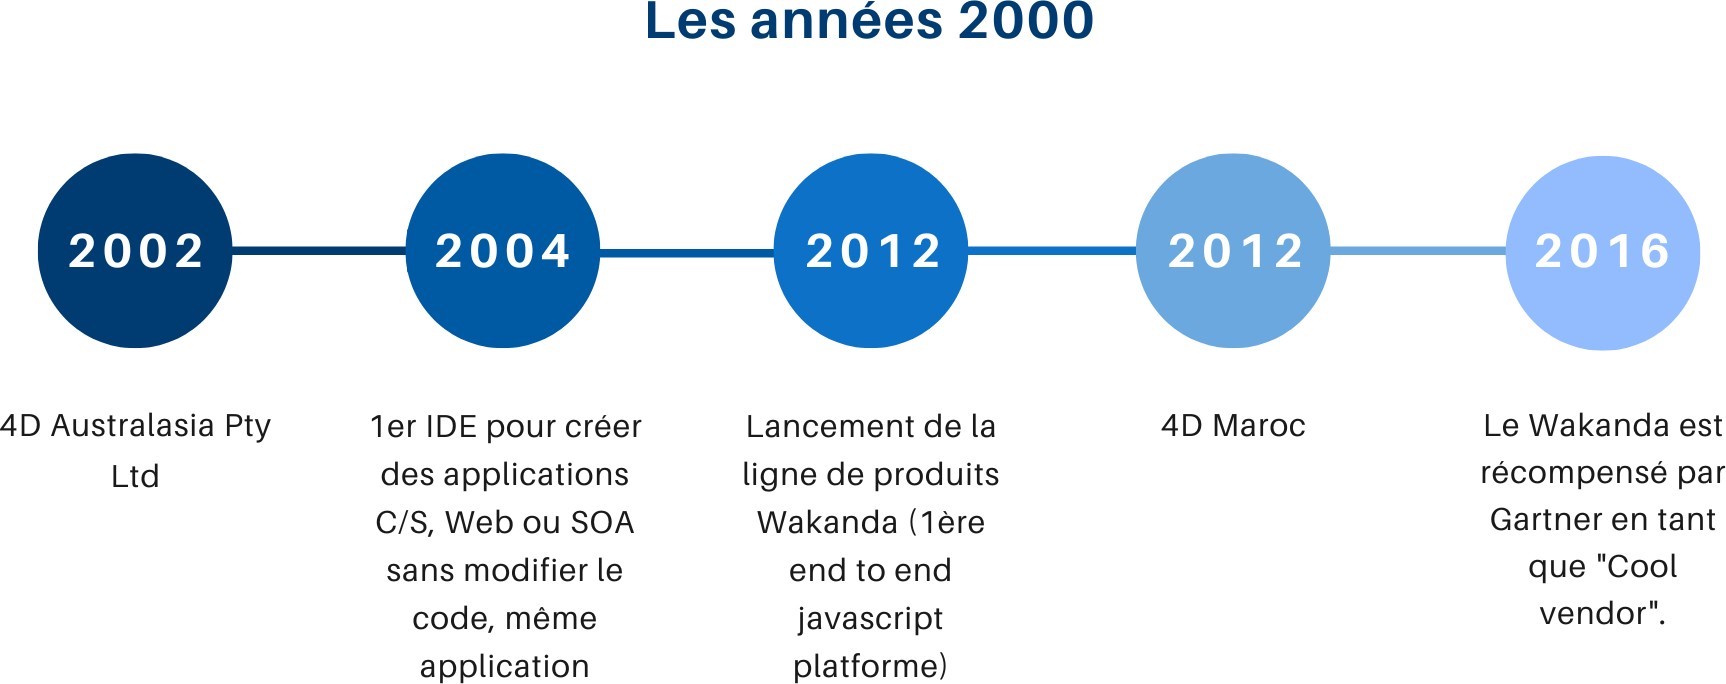 Les années 2000
2002
2004
2012
2012
2016
4D Australasia Pty
Ltd
1er IDE pour créer
des applications
C/S, Web ou SOA
sans modifier le
code, même
application
Lancement de la
ligne de produits
Wakanda (1ère
end to end
javascript
platforme)
4D Maroc
Le Wakanda est
récompensé par
Gartner en tant
que "Cool
vendor".